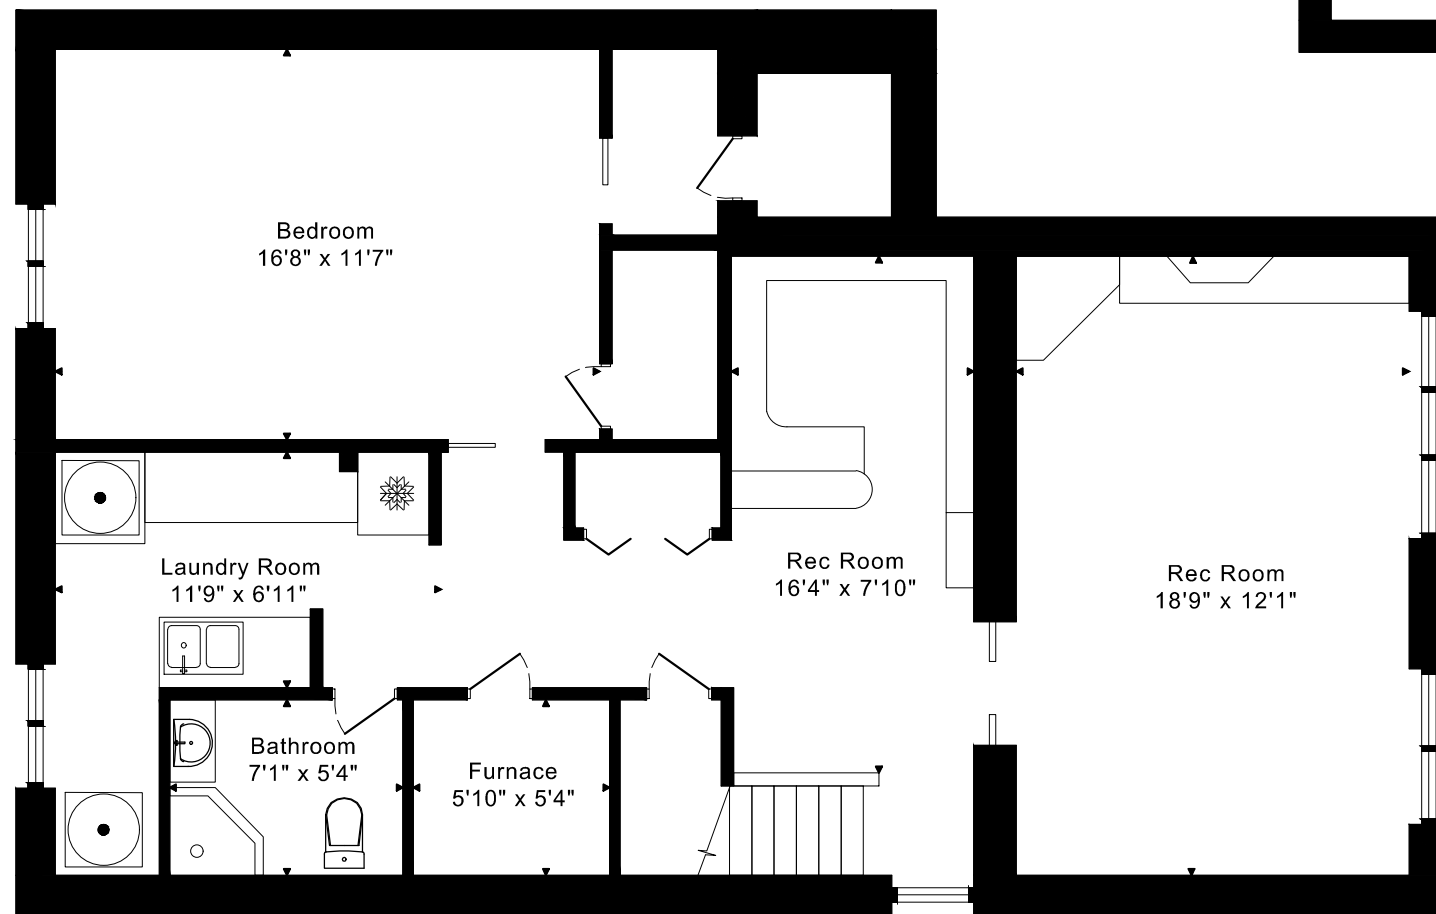 Bedroom
16'8" x 11'7"
Laundry Room
11'9" x 6'11"
Rec Room
16'4" x 7'10"
Rec Room
18'9" x 12'1"
Bathroom
7'1" x 5'4"
Furnace
5'10" x 5'4"